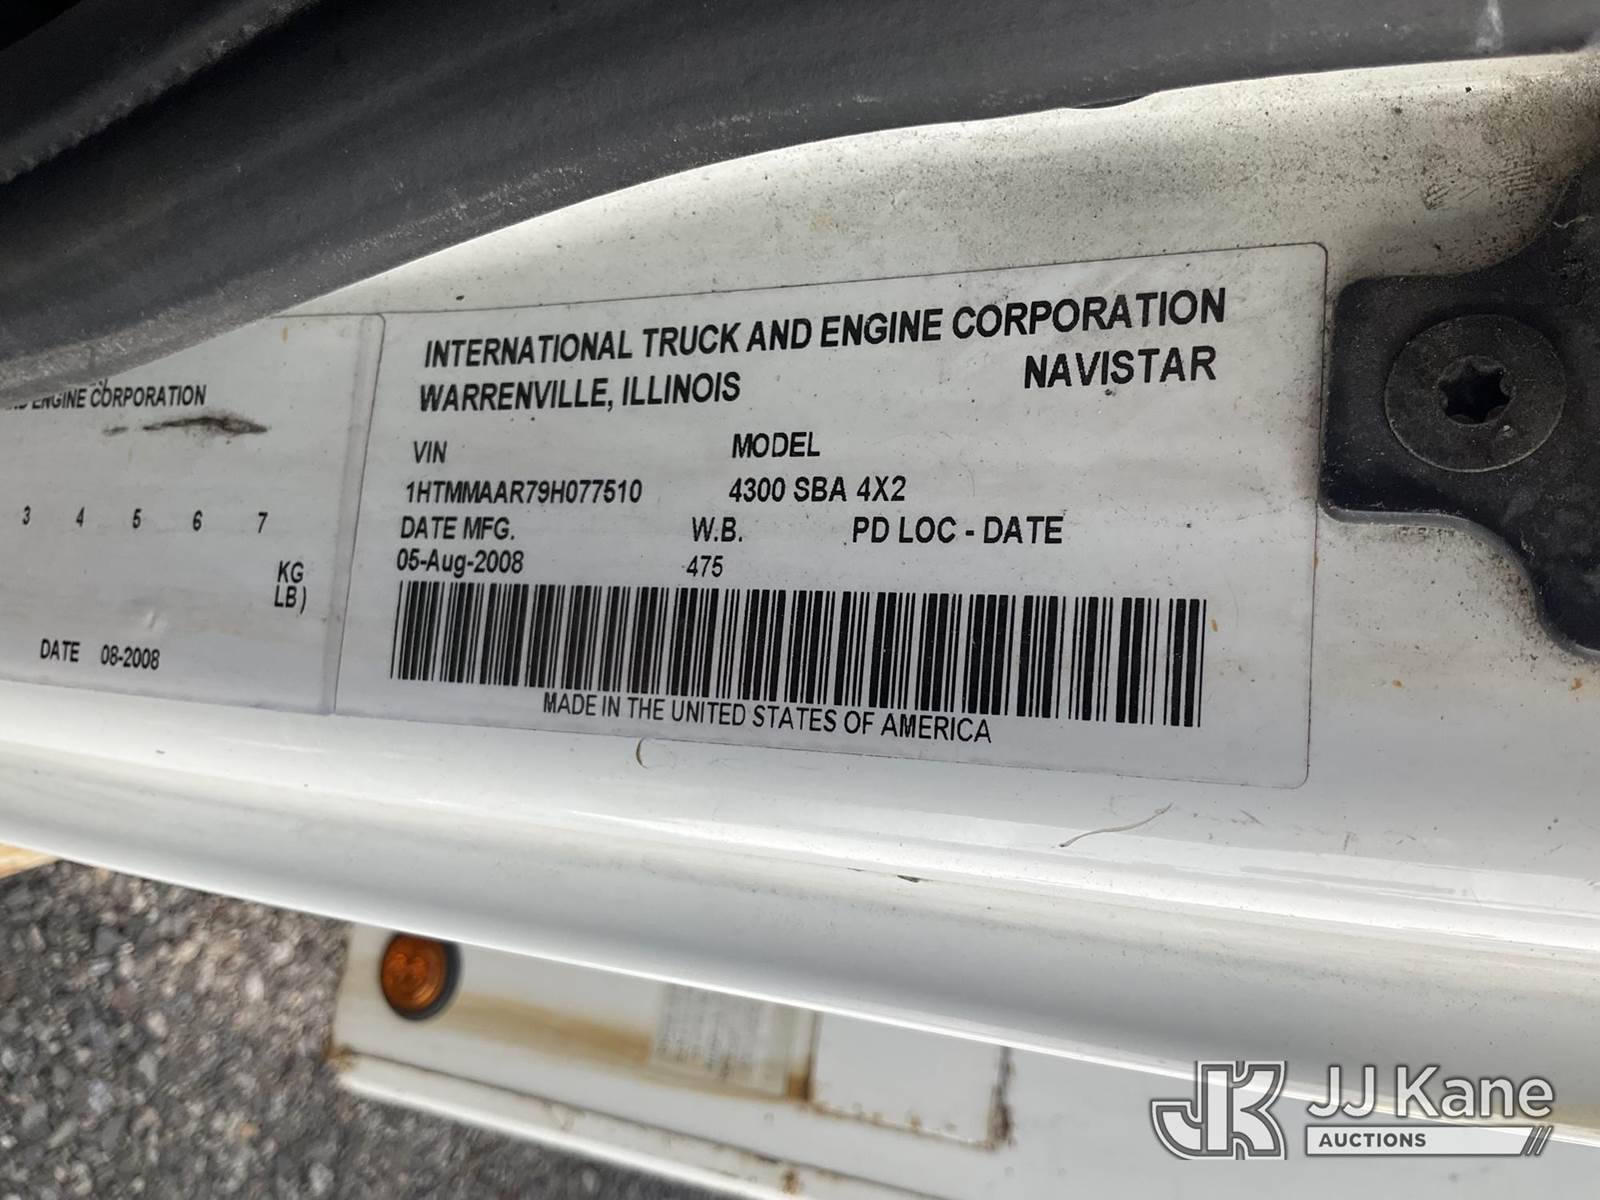 INTERNATIONAL TRUCK AND ENGINE CORPORATION
WARRENVILLE, ILLINOIS NAVISTAR
VIN MODEL
1HTMMAAR79H077510 4300 SBA 4X2
DATE MFG. W.B. PD LOC - DATE
05-Aug-2008 475
MADE IN THE UNITED STATES OF AMERICA
ENGINE CORPORATION
3 4 5 6 7
KG
LB)
DATE 08-2008
JJ Kane
AUCTIONS